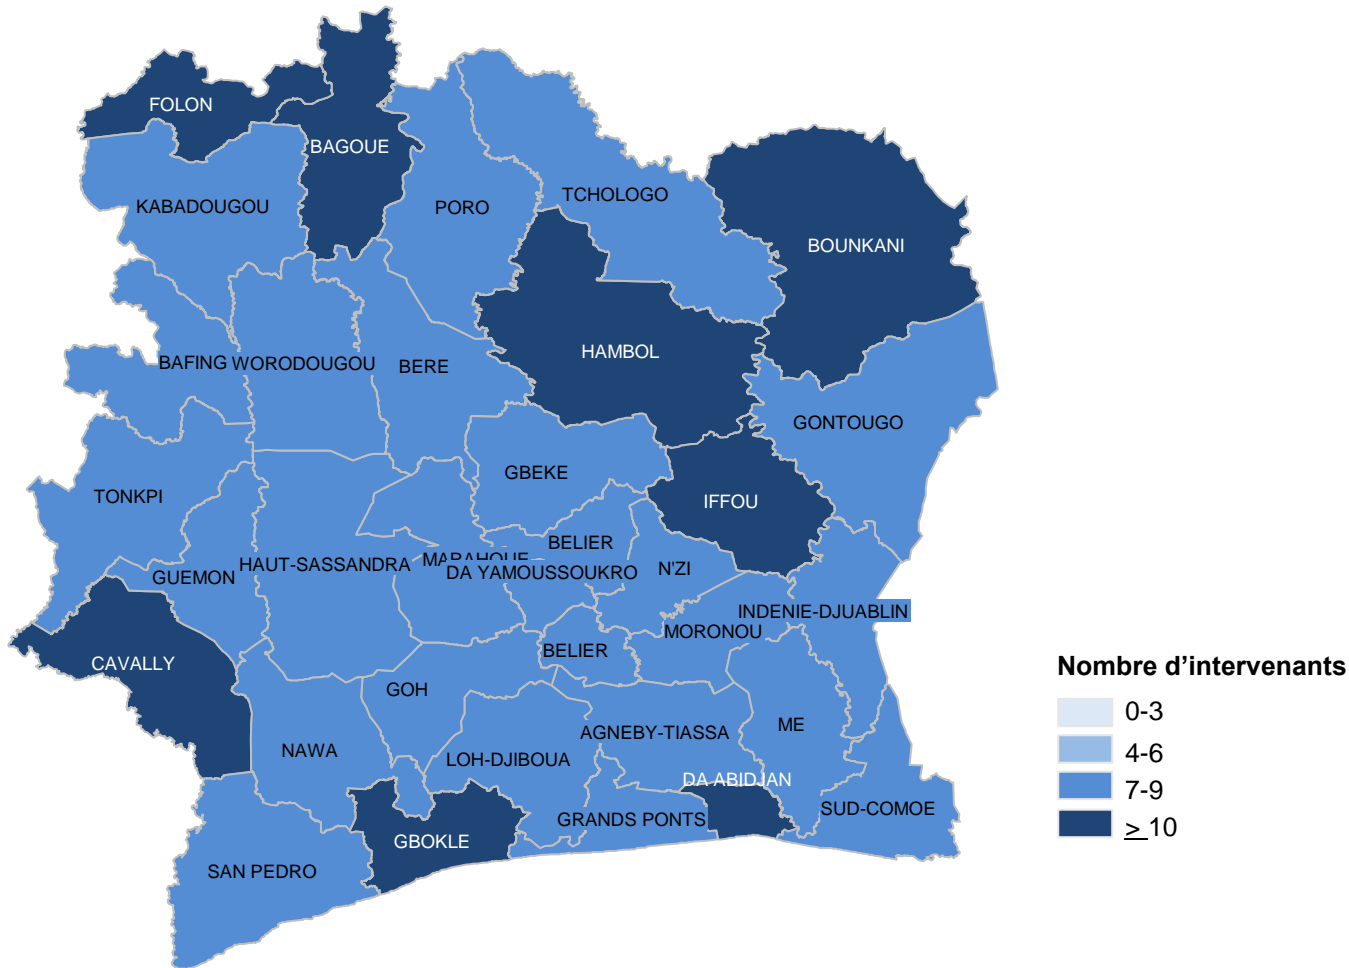 FOLON
BAGOUE
KABADOUGOU
PORO
TCHOLOGO
BOUNKANI
BAFING
WORODOUGOU
BERE
HAMBOL
GONTOUGO
GBEKE
TONKPI
IFFOU
BELIER
HAUT-SASSANDRA
MARAHOUE
DA YAMOUSSOUKRO
N'ZI
GUEMON
INDENIE-DJUABLIN
MORONOU
BELIER
CAVALLY
GOH
ME
AGNEBY-TIASSA
NAWA
LOH-DJIBOUA
DA ABIDJAN
SUD-COMOE
GRANDS PONTS
GBOKLE
SAN PEDRO
Nombre d’intervenants
0-3
4-6
7-9
> 10